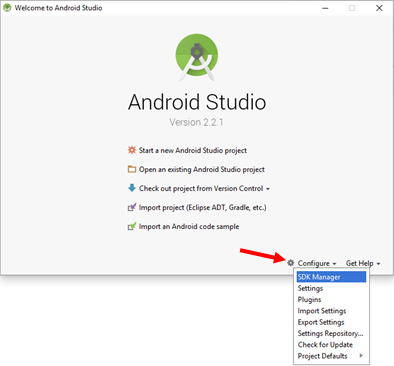 Welcome to Android Studio
Android Studio
Version 2.2.1
Start a new Android Studio project
Open an existing Android Studio project
Check out project from Version Control
Import project (Eclipse ADT, Gradle, etc.)
Import an Android code sample
Configure Get Help
SDK Manager
Settings
Plugins
Import Settings
Export Settings
Settings Repository...
Check for Update
Project Defaults